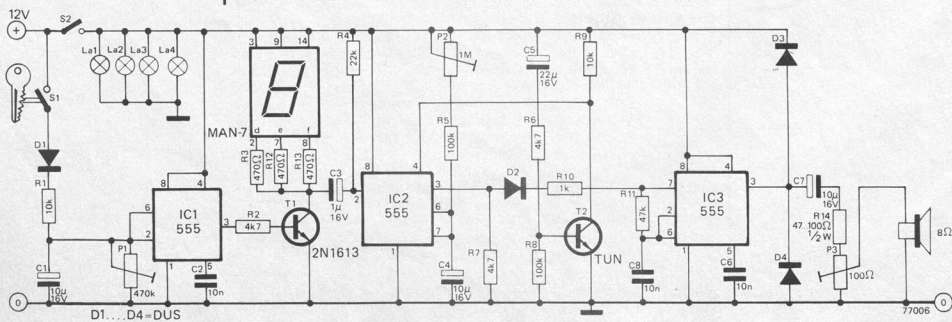 12V
S2
La1 La2 La3 La4
S1
D1
R1
10k
C1
10µ
16V
P1
470k
IC1
555
8 4
6
2
3
1 5
C2
10n
R2
4k7
T1
2N1613
3 9 14
MAN-7
d e f
2 7 8
R3
470Ω
R12
470Ω
R13
470Ω
R4
22k
C3
1µ
16V
8 4
2
IC2
555
3
6
7
1
P2
1M
R5
100k
C4
10µ
16V
C5
22µ
16V
R6
4k7
D2
R7
4k7
R8
100k
R9
10k
R10
1k
T2
TUN
R11
47k
C8
10n
8 4
7
2
6
IC3
555
3
1 5
C6
10n
D3
D4
C7
10µ
16V
R14
47..100Ω
1/2 W
P3
100Ω
8Ω
77006
0
0
D1....D4=DUS